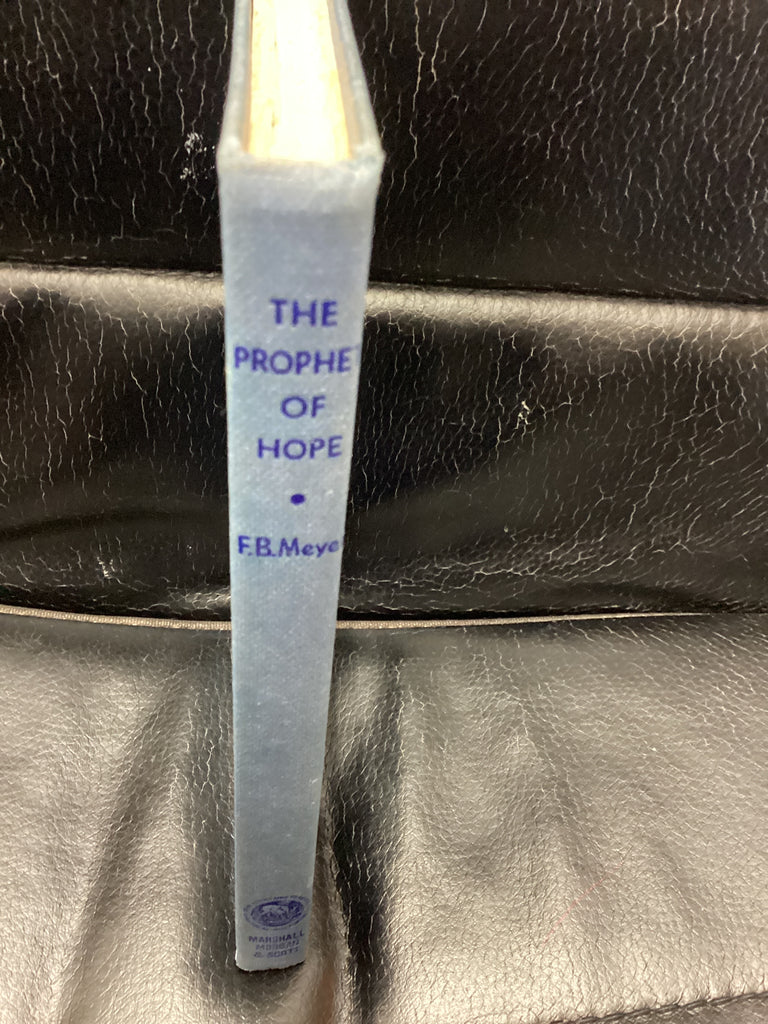 THE
PROPHET
OF
HOPE
•
F.B.Meye
MARSHALL
MORGAN
& SCOTT